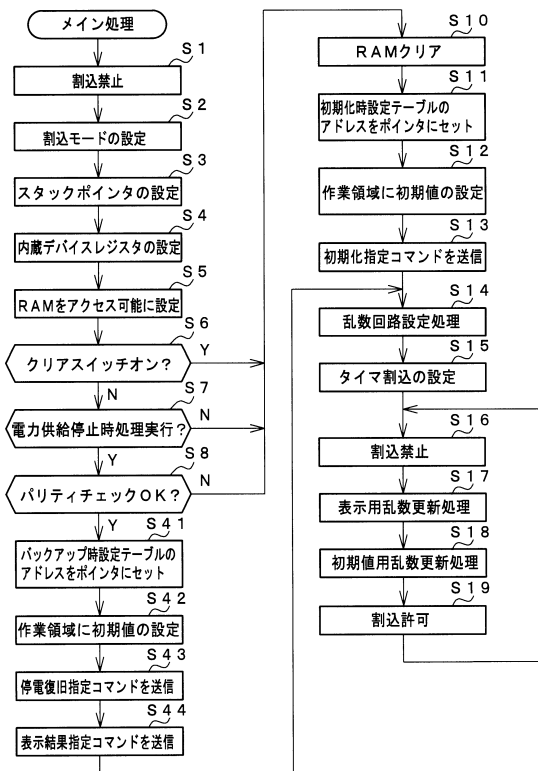 メイン処理
S1
割込禁止
S2
割込モードの設定
S3
スタックポインタの設定
S4
内蔵デバイスレジスタの設定
S5
RAMをアクセス可能に設定
S6
クリアスイッチオン?
Y
N
S7
電力供給停止時処理実行?
N
Y
S8
パリティチェックOK?
N
Y
S41
バックアップ時設定テーブルの
アドレスをポインタにセット
S42
作業領域に初期値の設定
S43
停電復旧指定コマンドを送信
S44
表示結果指定コマンドを送信
S10
RAMクリア
S11
初期化時設定テーブルの
アドレスをポインタにセット
S12
作業領域に初期値の設定
S13
初期化指定コマンドを送信
S14
乱数回路設定処理
S15
タイマ割込の設定
S16
割込禁止
S17
表示用乱数更新処理
S18
初期値用乱数更新処理
S19
割込許可